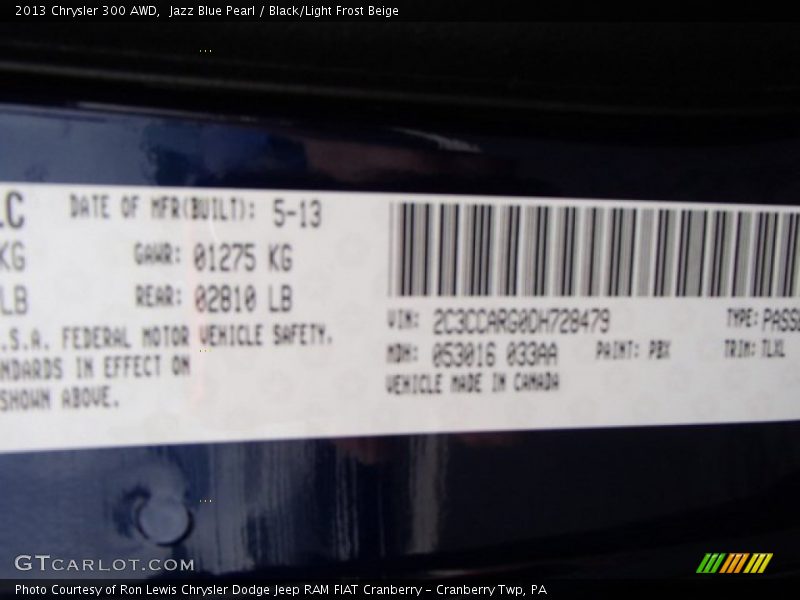 2013 Chrysler 300 AWD,  Jazz Blue Pearl / Black/Light Frost Beige
LC DATE OF MFR(BUILT): 5-13
KG GAWR: 01275 KG
LB REAR: 02810 LB
.S.A. FEDERAL MOTOR VEHICLE SAFETY.
NDARDS IN EFFECT ON
SHOWN ABOVE.
VIN: 2C3CCARG0DH728479 TYPE: PASSE
MDH: 053016 033AA PAINT: PBX TRIM: TLXL
VEHICLE MADE IN CANADA
GTCARLOT.COM
Photo Courtesy of Ron Lewis Chrysler Dodge Jeep RAM FIAT Cranberry – Cranberry Twp, PA